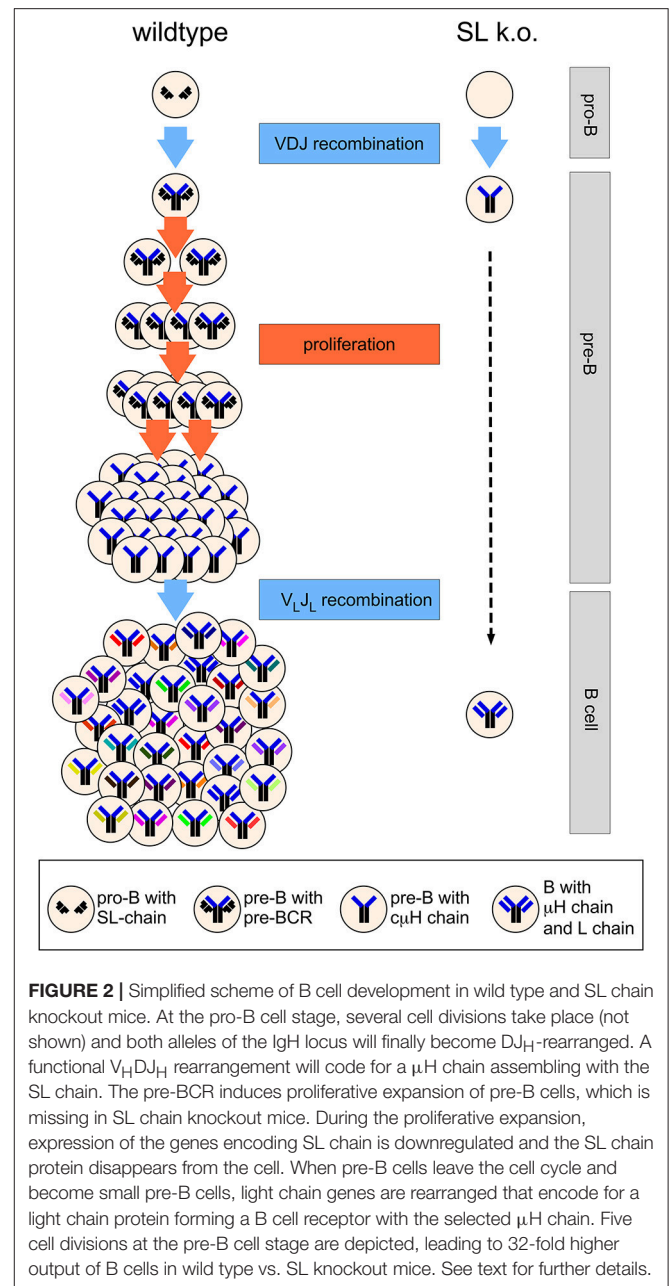 wildtype
SL k.o.
pro-B
VDJ recombination
pre-B
proliferation
V_LJ_L recombination
B cell
pro-B with
SL-chain
pre-B with
pre-BCR
pre-B with
cμH chain
B with
μH chain
and L chain
FIGURE 2 | Simplified scheme of B cell development in wild type and SL chain
knockout mice. At the pro-B cell stage, several cell divisions take place (not
shown) and both alleles of the IgH locus will finally become DJ_H-rearranged. A
functional V_HDJ_H rearrangement will code for a μH chain assembling with the
SL chain. The pre-BCR induces proliferative expansion of pre-B cells, which is
missing in SL chain knockout mice. During the proliferative expansion,
expression of the genes encoding SL chain is downregulated and the SL chain
protein disappears from the cell. When pre-B cells leave the cell cycle and
become small pre-B cells, light chain genes are rearranged that encode for a
light chain protein forming a B cell receptor with the selected μH chain. Five
cell divisions at the pre-B cell stage are depicted, leading to 32-fold higher
output of B cells in wild type vs. SL knockout mice. See text for further details.